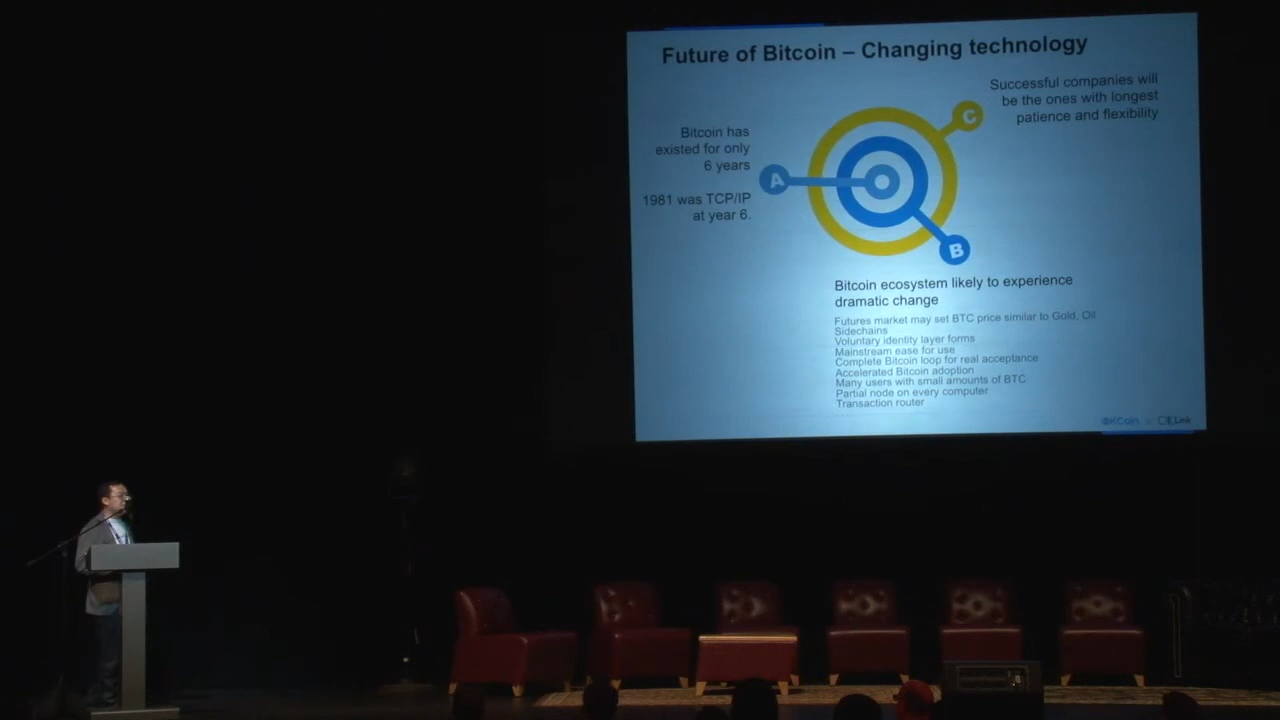 Future of Bitcoin – Changing technology
Successful companies will
be the ones with longest
patience and flexibility
C
Bitcoin has
existed for only
6 years
A
1981 was TCP/IP
at year 6.
B
Bitcoin ecosystem likely to experience
dramatic change
Futures market may set BTC price similar to Gold, Oil
Sidechains
Voluntary identity layer forms
Mainstream ease for use
Complete Bitcoin loop for real acceptance
Accelerated Bitcoin adoption
Many users with small amounts of BTC
Partial node on every computer
Transaction router
OKCoin OKLink